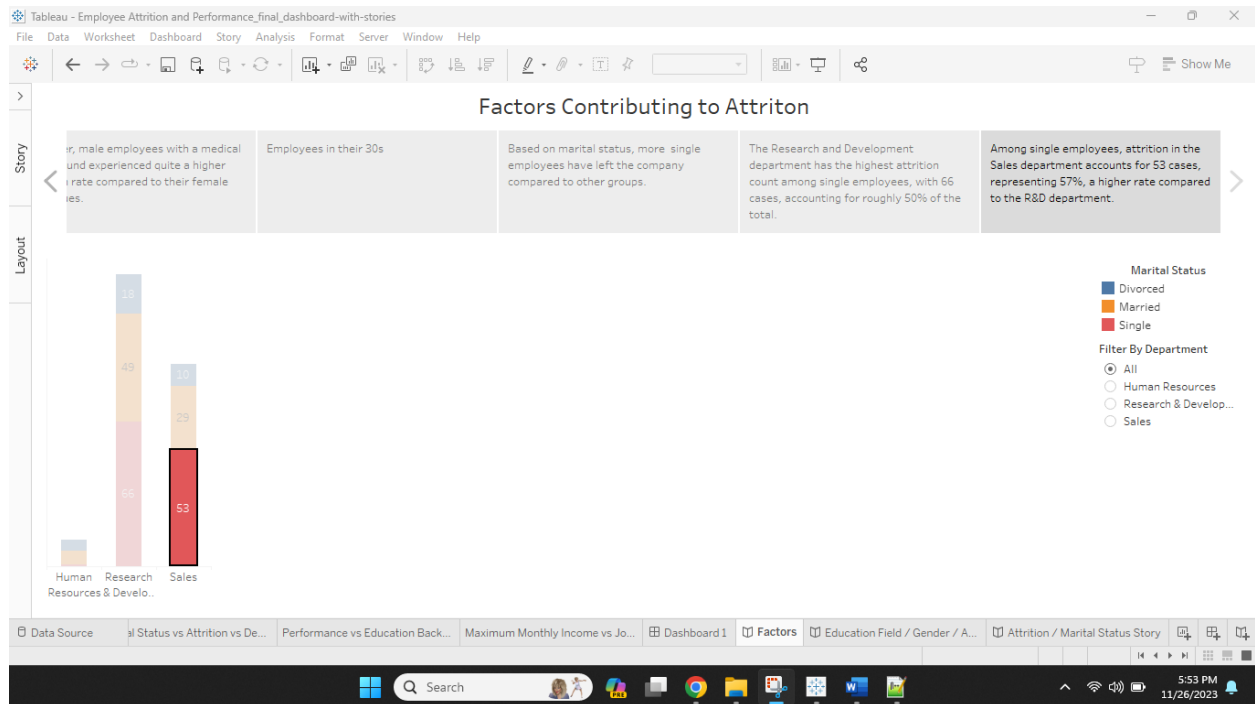 Tableau - Employee Attrition and Performance_final_dashboard-with-stories
File Data Worksheet Dashboard Story Analysis Format Server Window Help
Show Me
Factors Contributing to Attriton
Story
Layout
er, male employees with a medical
und experienced quite a higher
rate compared to their female
es.
Employees in their 30s
Based on marital status, more single
employees have left the company
compared to other groups.
The Research and Development
department has the highest attrition
count among single employees, with 66
cases, accounting for roughly 50% of the
total.
Among single employees, attrition in the
Sales department accounts for 53 cases,
representing 57%, a higher rate compared
to the R&D department.
Marital Status
Divorced
Married
Single
Filter By Department
All
Human Resources
Research & Develop...
Sales
18
49
66
10
29
53
Human Research Sales
Resources & Develo..
Data Source al Status vs Attrition vs De... Performance vs Education Back... Maximum Monthly Income vs Jo... Dashboard 1 Factors Education Field / Gender / A... Attrition / Marital Status Story
Search
PRE
5:53 PM
11/26/2023